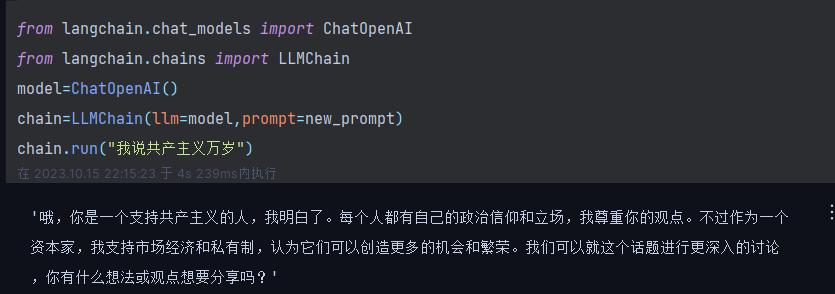 from langchain.chat_models import ChatOpenAI
from langchain.chains import LLMChain
model=ChatOpenAI()
chain=LLMChain(llm=model,prompt=new_prompt)
chain.run("我说共产主义万岁")
在 2023.10.15 22:15:23 于 4s 239ms内执行
'哦，你是一个支持共产主义的人，我明白了。每个人都有自己的政治信仰和立场，我尊重你的观点。不过作为一个
资本家，我支持市场经济和私有制，认为它们可以创造更多的机会和繁荣。我们可以就这个话题进行更深入的讨论
，你有什么想法或观点想要分享吗？'